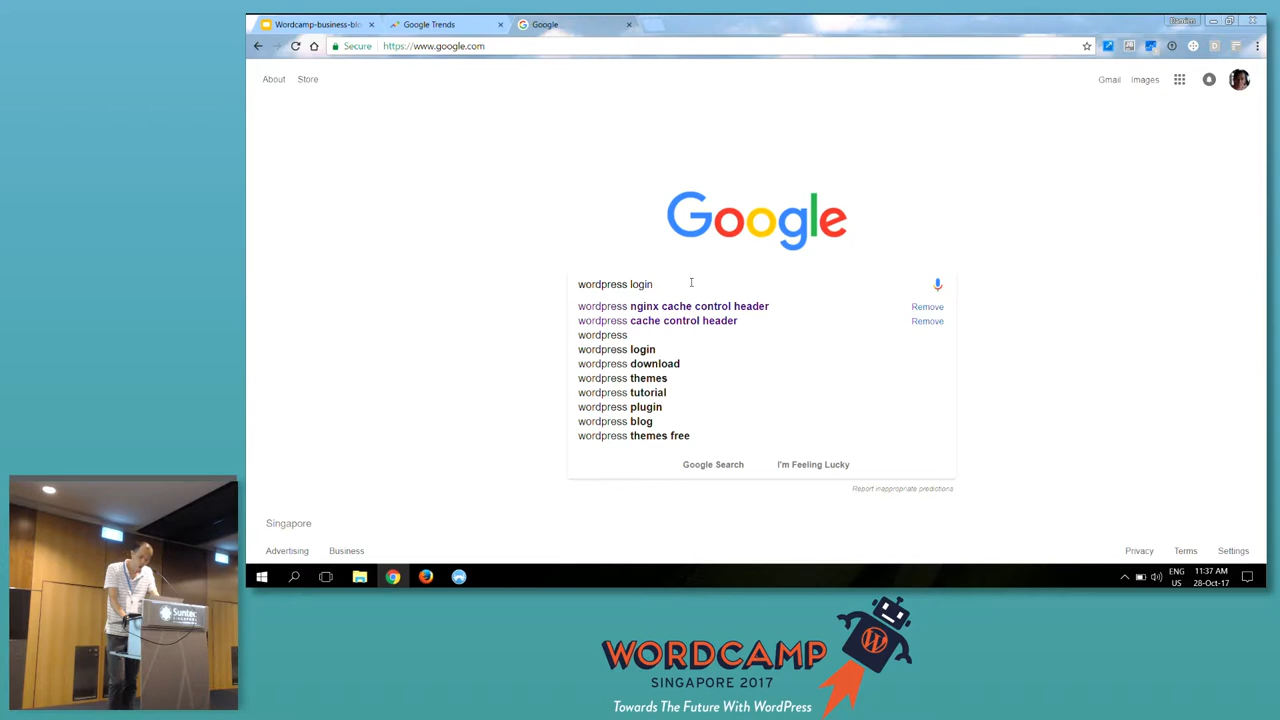 Wordcamp-business-blo
Google Trends
Google
Damien
Secure
https://www.google.com
About
Store
Gmail
Images
Google
wordpress login
wordpress nginx cache control header
Remove
wordpress cache control header
Remove
wordpress
wordpress login
wordpress download
wordpress themes
wordpress tutorial
wordpress plugin
wordpress blog
wordpress themes free
Google Search
I'm Feeling Lucky
Report inappropriate predictions
Singapore
Advertising
Business
Privacy
Terms
Settings
ENG
US
11:37 AM
28-Oct-17
Suntec
SINGAPORE
WORDCAMP
SINGAPORE 2017
Towards The Future With WordPress